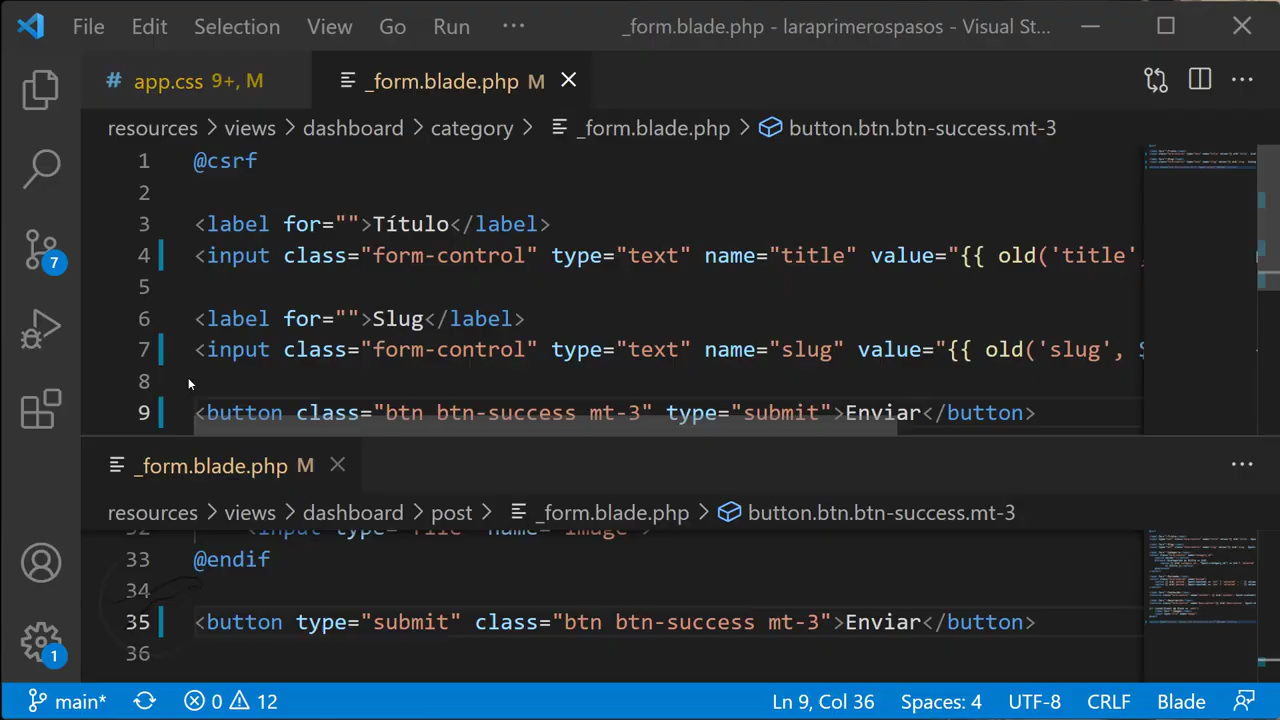 File Edit Selection View Go Run ··· _form.blade.php - laraprimerospasos - Visual St...
# app.css 9+, M _form.blade.php M
resources > views > dashboard > category > _form.blade.php > button.btn.btn-success.mt-3
1 @csrf
2
3 <label for="">Título</label>
4 <input class="form-control" type="text" name="title" value="{{ old('title',
5
6 <label for="">Slug</label>
7 <input class="form-control" type="text" name="slug" value="{{ old('slug', $
8
9 <button class="btn btn-success mt-3" type="submit">Enviar</button>
7
_form.blade.php M
resources > views > dashboard > post > _form.blade.php > button.btn.btn-success.mt-3
32 <input type="file" name="image">
33 @endif
34
35 <button type="submit" class="btn btn-success mt-3">Enviar</button>
36
1
main* 0 12 Ln 9, Col 36 Spaces: 4 UTF-8 CRLF Blade